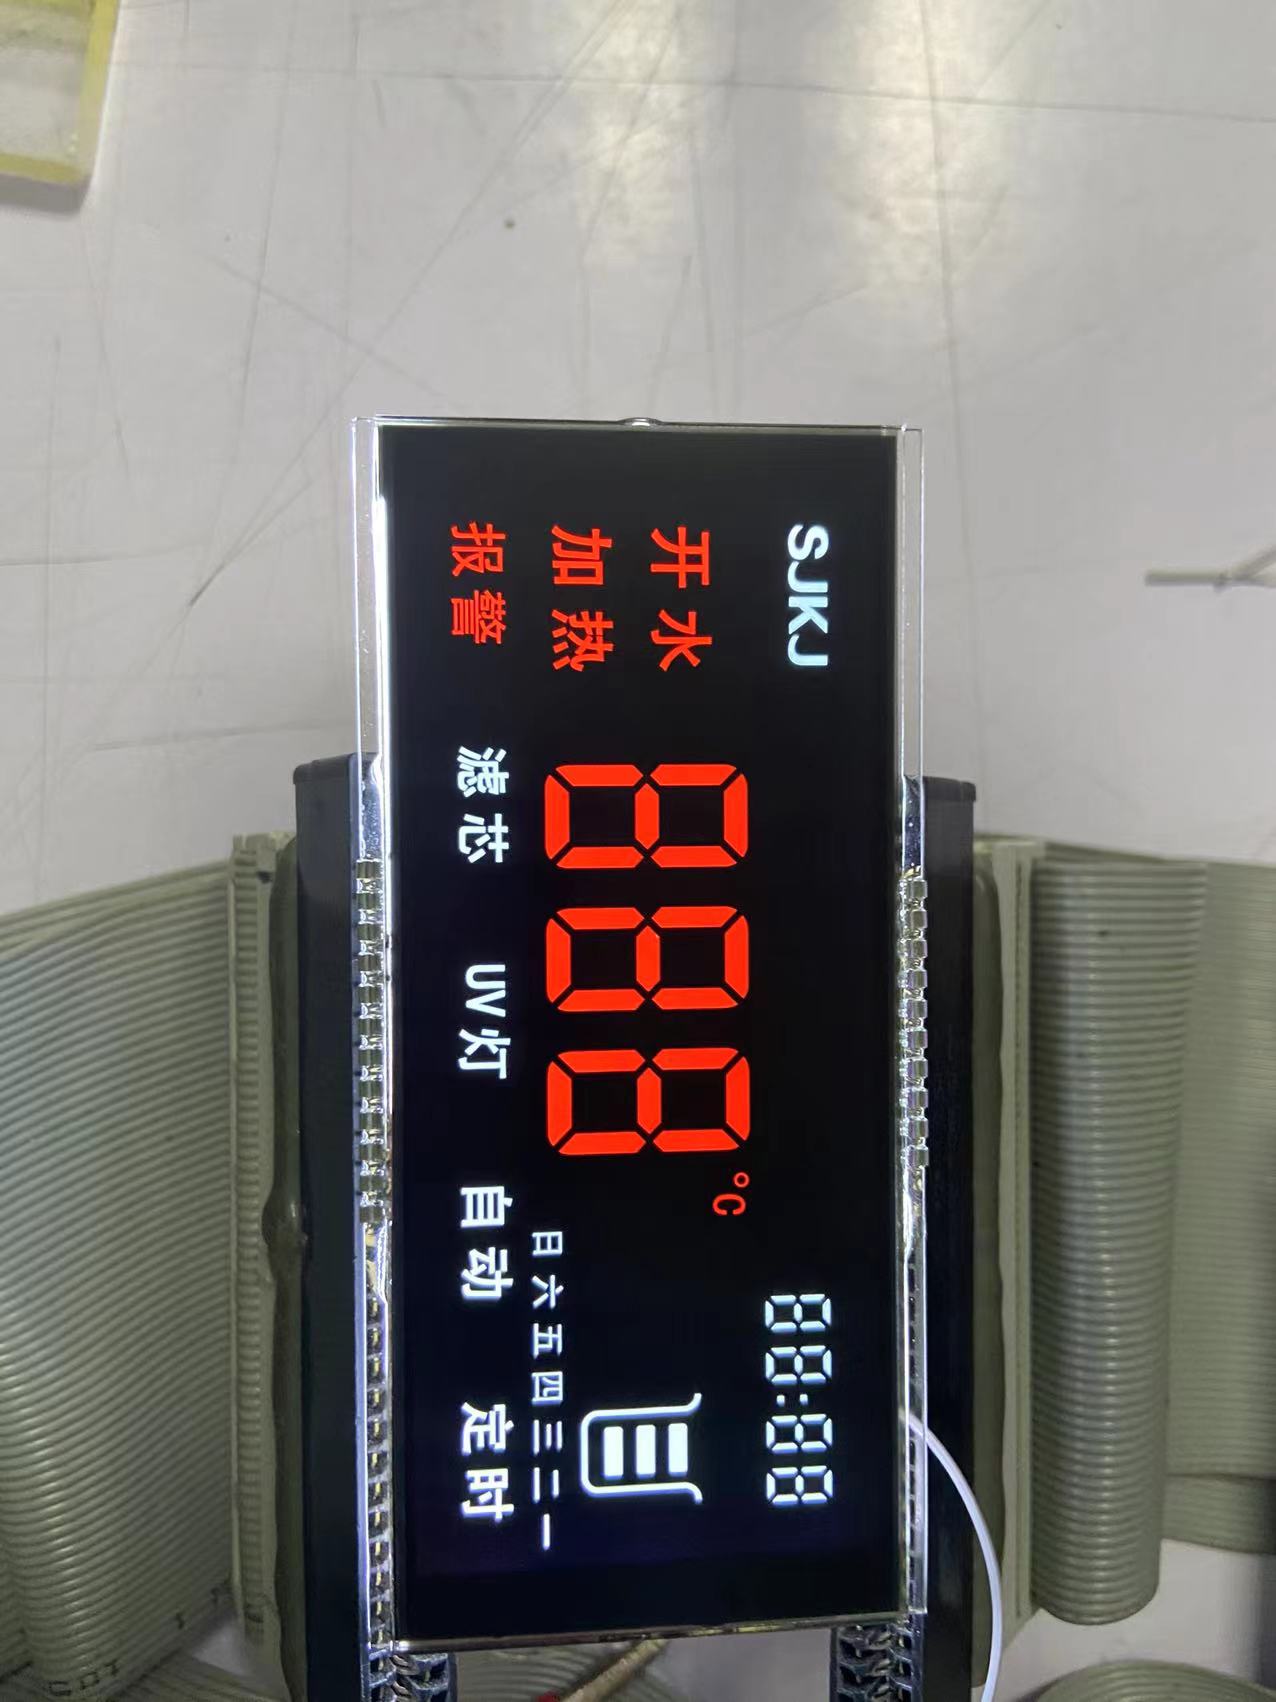 SJKJ 88:88
开水
888 °C
加热
日 六 五 四 三 二 一
报警 滤芯 UV灯 自动 定时